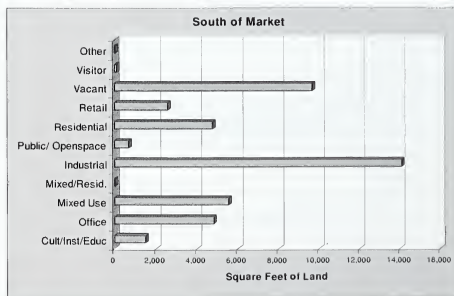 South of Market
Other
Visitor
Vacant
Retail
Residential
Public/ Openspace
Industrial
Mixed/Resid.
Mixed Use
Office
Cult/Inst/Educ
0 2,000 4,000 6,000 8,000 10,000 12,000 14,000 16,000 18,000
Square Feet of Land